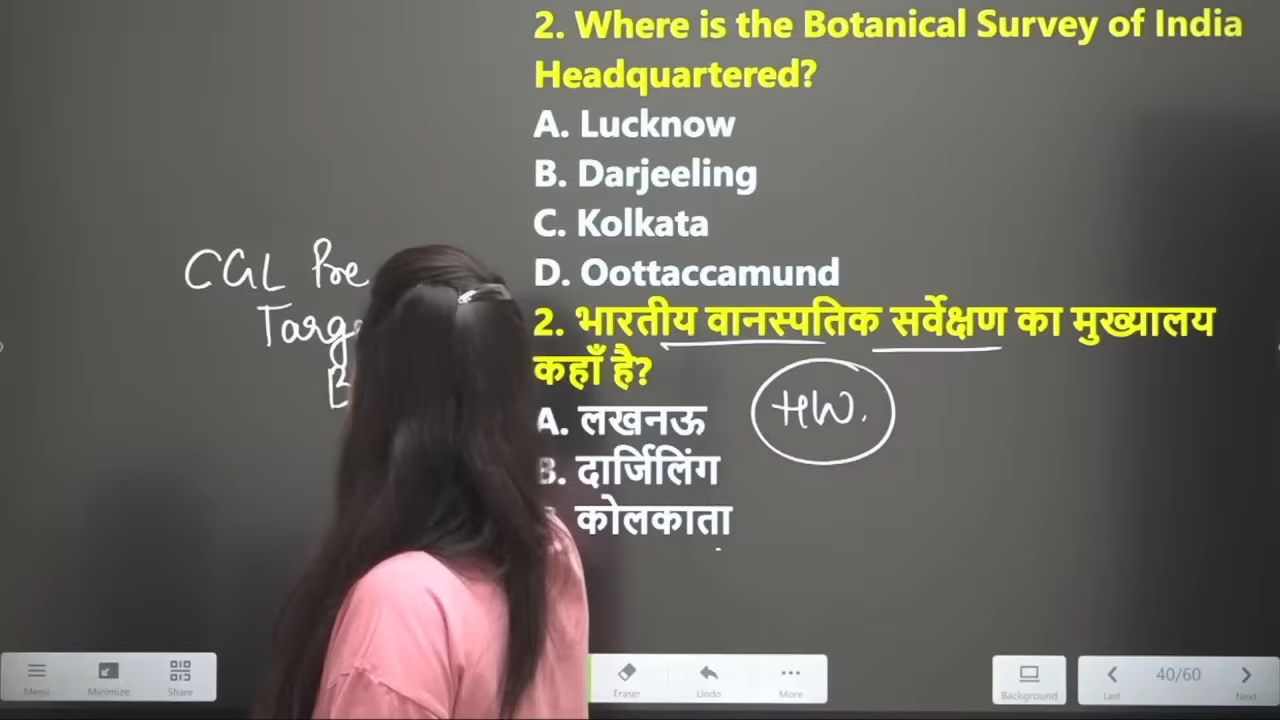 2. Where is the Botanical Survey of India
Headquartered?
A. Lucknow
B. Darjeeling
C. Kolkata
D. Oottaccamund
2. भारतीय वानस्पतिक सर्वेक्षण का मुख्यालय
कहाँ है?
A. लखनऊ
B. दार्जिलिंग
कोलकाता
HW.
CGL Pre
Menu
Minimize
Share
Eraser
Undo
More
Background
Last
40/60
Next